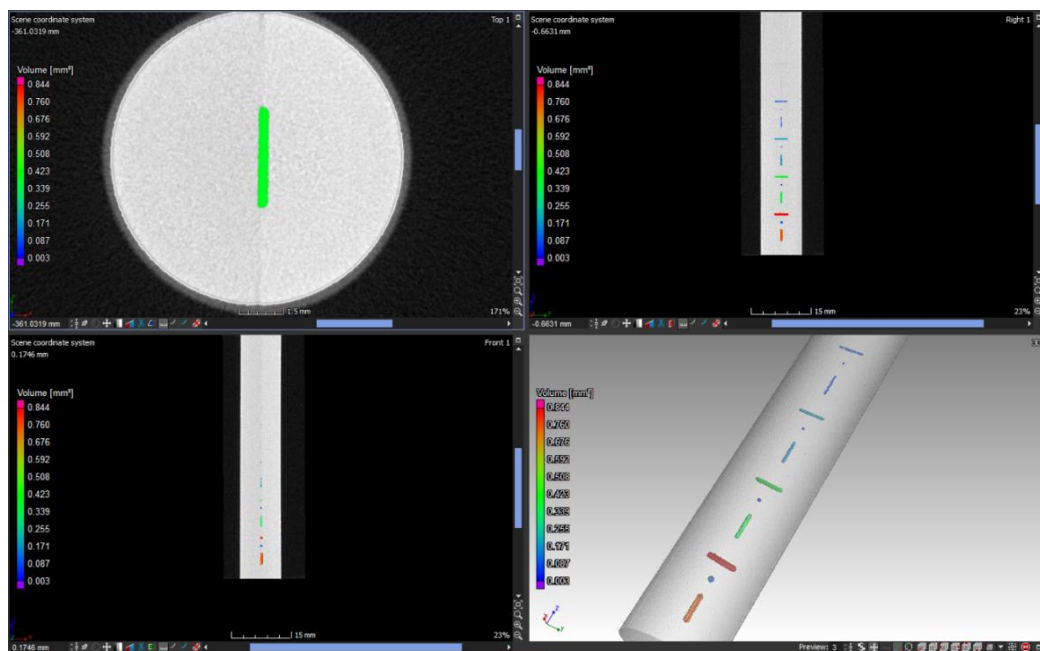 Scene coordinate system
Top 1
-361.0319 mm
Volume [mm³]
0.844
0.760
0.676
0.592
0.508
0.423
0.339
0.255
0.171
0.087
0.003
1.5 mm
171%
-361.0319 mm
Scene coordinate system
Right 1
-0.6631 mm
Volume [mm³]
0.844
0.760
0.676
0.592
0.508
0.423
0.339
0.255
0.171
0.087
0.003
15 mm
23%
-0.6631 mm
Scene coordinate system
Front 1
0.1746 mm
Volume [mm³]
0.844
0.760
0.676
0.592
0.508
0.423
0.339
0.255
0.171
0.087
0.003
15 mm
23%
0.1746 mm
Volume [mm³]
0.844
0.760
0.676
0.592
0.508
0.423
0.339
0.255
0.171
0.087
0.003
z
y
Preview: 3